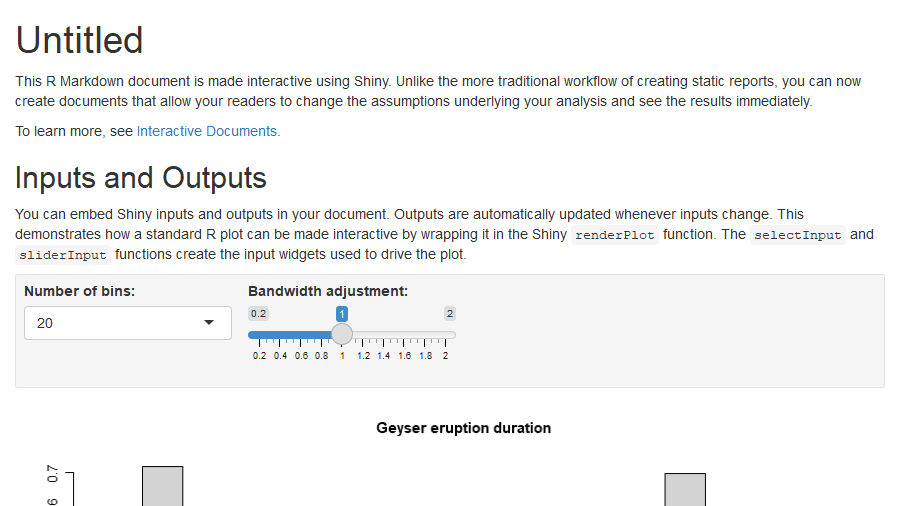 Untitled
This R Markdown document is made interactive using Shiny. Unlike the more traditional workflow of creating static reports, you can now
create documents that allow your readers to change the assumptions underlying your analysis and see the results immediately.
To learn more, see Interactive Documents.
Inputs and Outputs
You can embed Shiny inputs and outputs in your document. Outputs are automatically updated whenever inputs change. This
demonstrates how a standard R plot can be made interactive by wrapping it in the Shiny renderPlot function. The selectInput and
sliderInput functions create the input widgets used to drive the plot.
Number of bins:
20
Bandwidth adjustment:
0.2 1 2
0.2 0.4 0.6 0.8 1 1.2 1.4 1.6 1.8 2
Geyser eruption duration
0.7